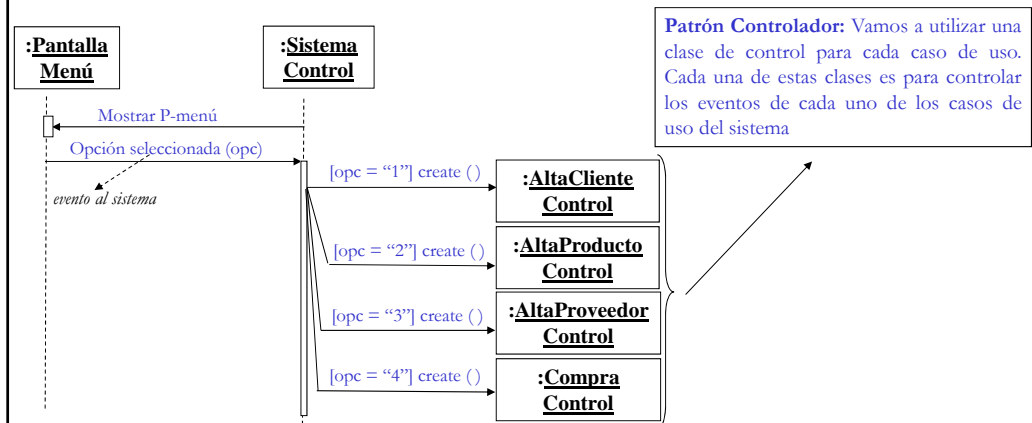 :Pantalla
Menú
:Sistema
Control
Patrón Controlador: Vamos a utilizar una
clase de control para cada caso de uso.
Cada una de estas clases es para controlar
los eventos de cada uno de los casos de
uso del sistema
Mostrar P-menú
Opción seleccionada (opc)
evento al sistema
[opc = “1”] create ( )
:AltaCliente
Control
[opc = “2”] create ( )
:AltaProducto
Control
[opc = “3”] create ( )
:AltaProveedor
Control
[opc = “4”] create ( )
:Compra
Control